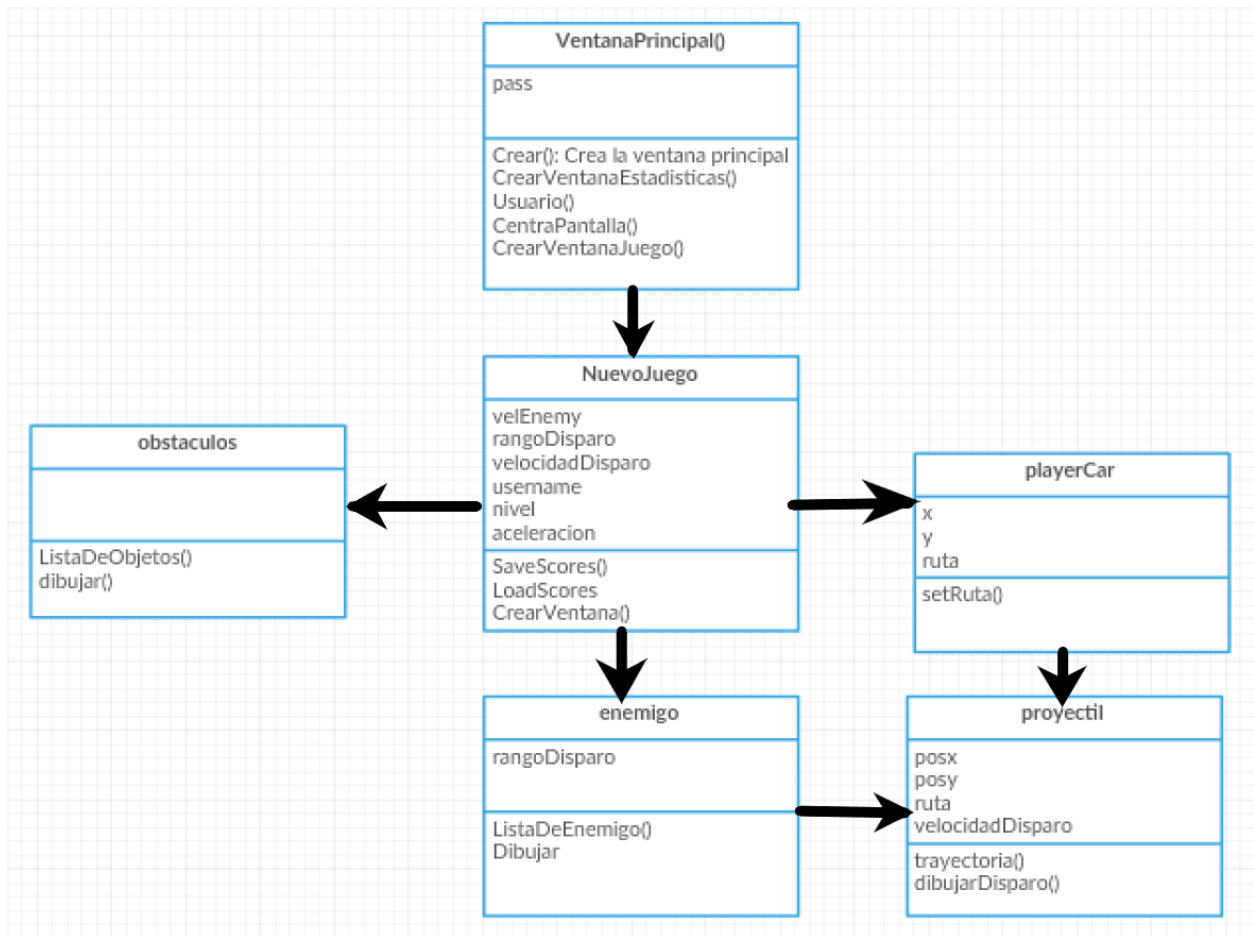 VentanaPrincipal()
pass
Crear(): Crea la ventana principal
CrearVentanaEstadisticas()
Usuario()
CentraPantalla()
CrearVentanaJuego()
NuevoJuego
velEnemy
rangoDisparo
velocidadDisparo
username
nivel
aceleracion
SaveScores()
LoadScores
CrearVentana()
obstaculos
ListaDeObjetos()
dibujar()
playerCar
x
y
ruta
setRuta()
enemigo
rangoDisparo
ListaDeEnemigo()
Dibujar
proyectil
posx
posy
ruta
velocidadDisparo
trayectoria()
dibujarDisparo()